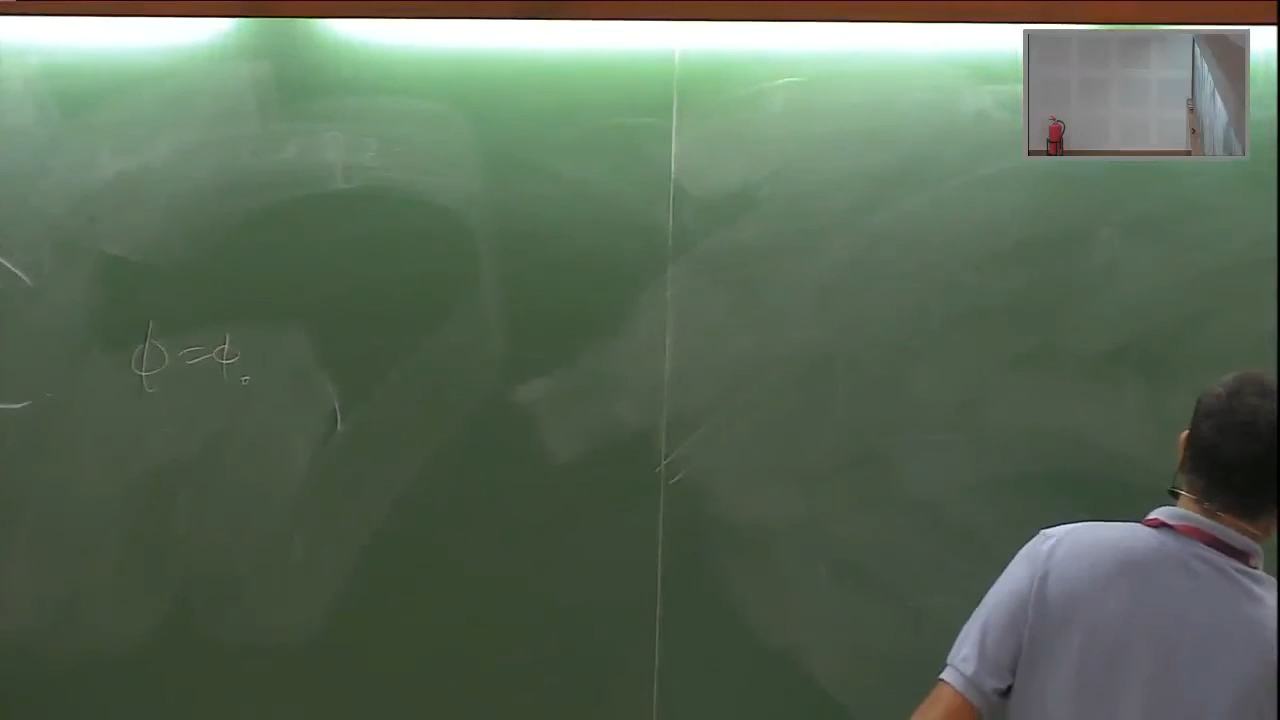 ϕ = ϕ₀